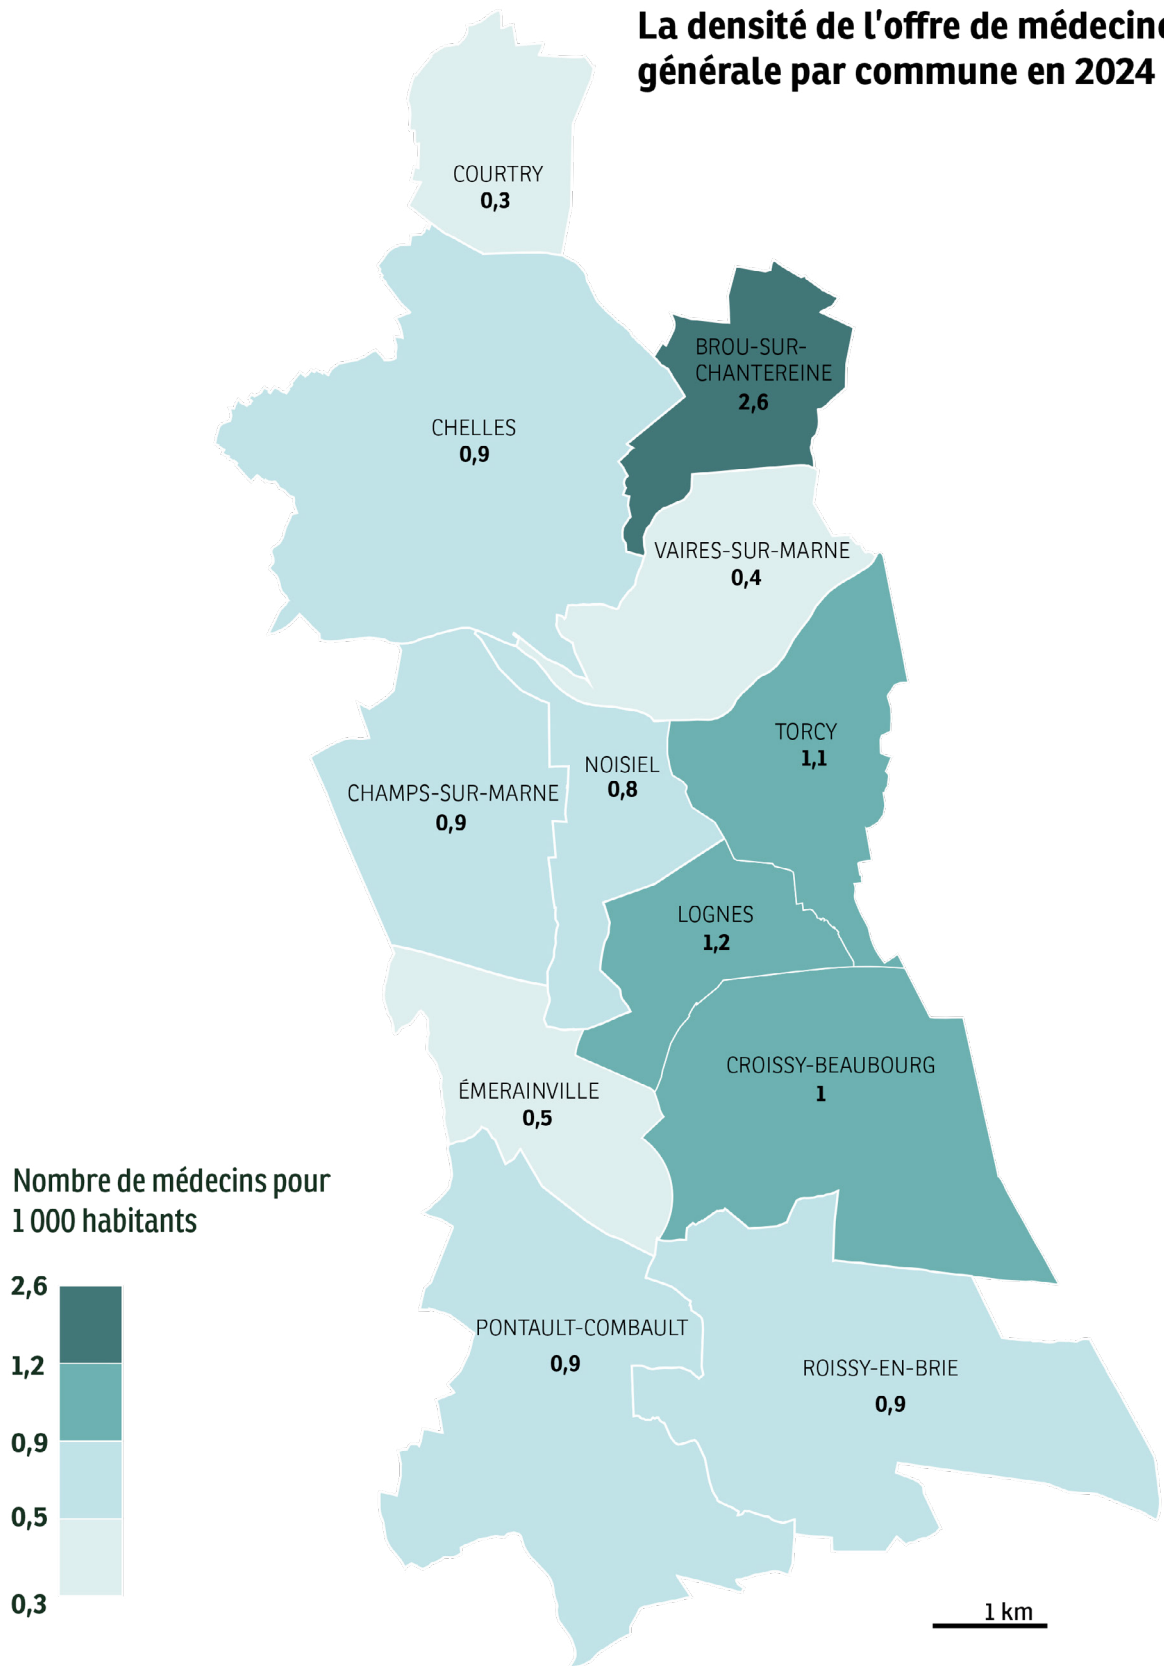 La densité de l'offre de médecine
générale par commune en 2024
COURTRY
0,3
BROU-SUR-
CHANTEREINE
2,6
CHELLES
0,9
VAIRES-SUR-MARNE
0,4
TORCY
1,1
NOISIEL
0,8
CHAMPS-SUR-MARNE
0,9
LOGNES
1,2
CROISSY-BEAUBOURG
1
ÉMERAINVILLE
0,5
Nombre de médecins pour
1 000 habitants
2,6
1,2
0,9
0,5
0,3
PONTAULT-COMBAULT
0,9
ROISSY-EN-BRIE
0,9
1 km